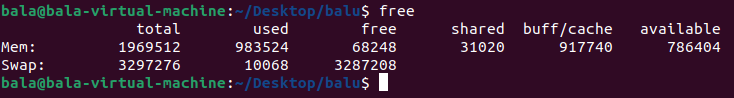 bala@bala-virtual-machine:~/Desktop/balu$ free
total used free shared buff/cache available
Mem: 1969512 983524 68248 31020 917740 786404
Swap: 3297276 10068 3287208
bala@bala-virtual-machine:~/Desktop/balu$